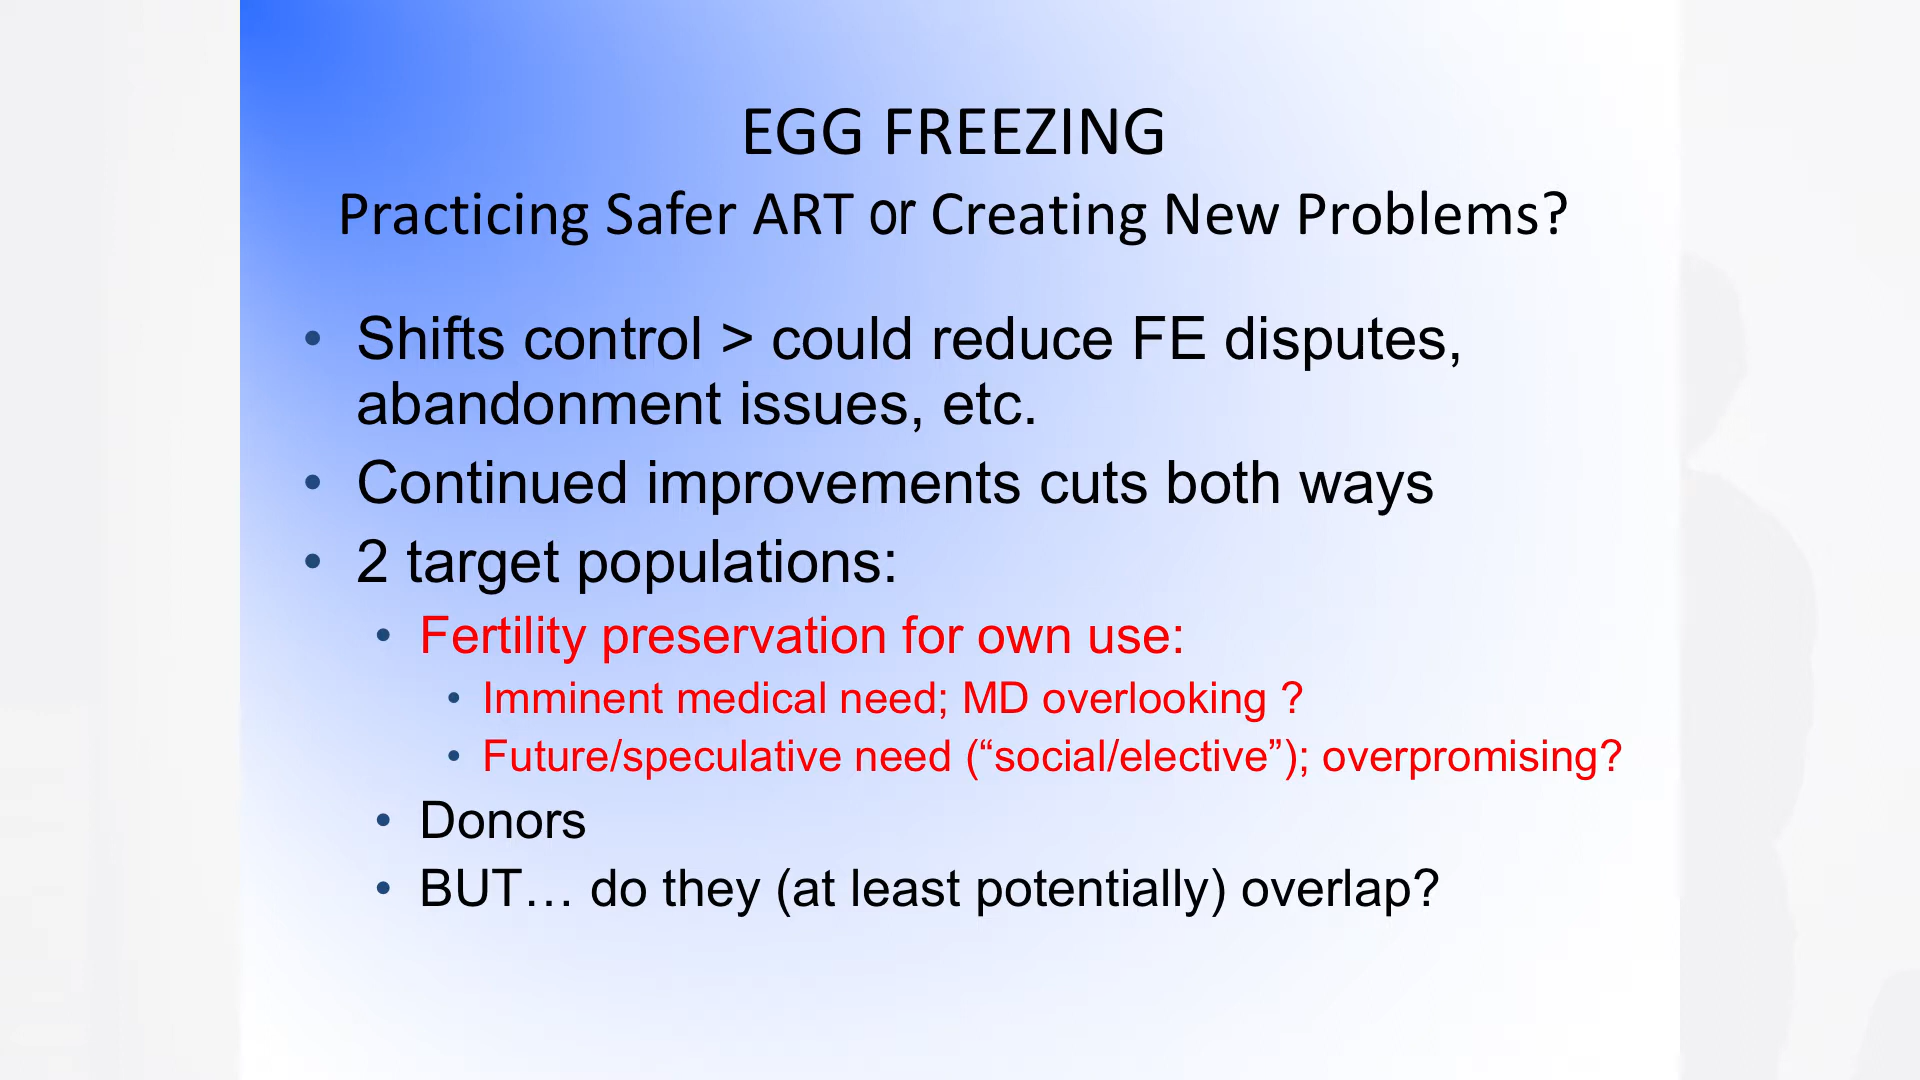 EGG FREEZING
Practicing Safer ART or Creating New Problems?
• Shifts control > could reduce FE disputes,
abandonment issues, etc.
• Continued improvements cuts both ways
• 2 target populations:
• Fertility preservation for own use:
• Imminent medical need; MD overlooking ?
• Future/speculative need (“social/elective”); overpromising?
• Donors
• BUT… do they (at least potentially) overlap?